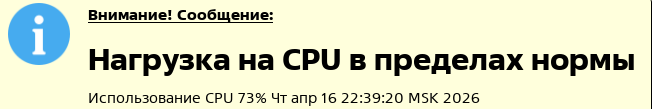 Внимание! Сообщение:
Нагрузка на CPU в пределах нормы
Использование CPU 73% Чт апр 16 22:39:20 MSK 2026